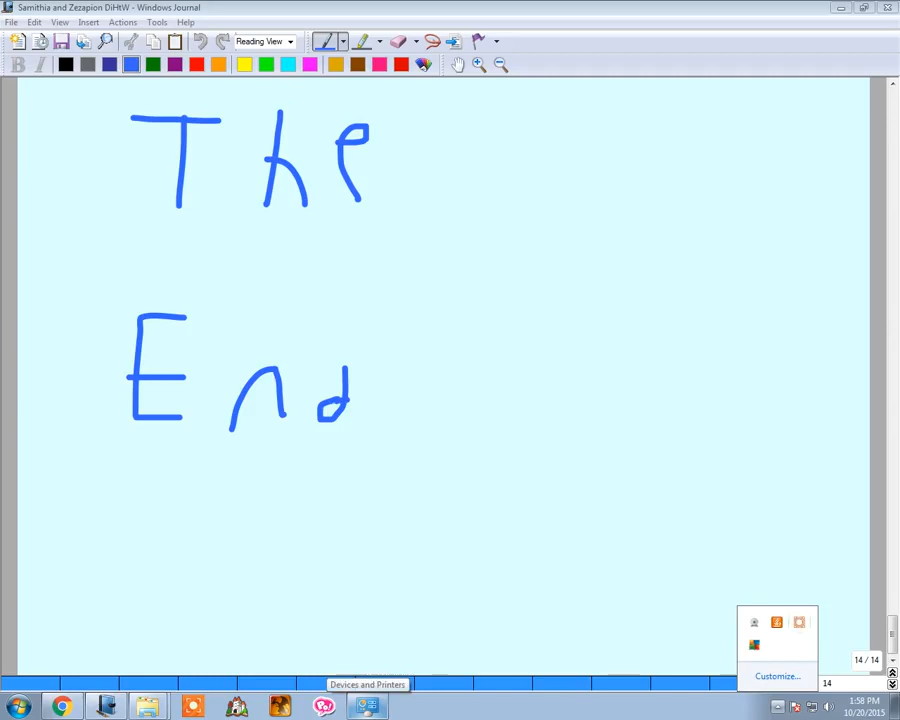 Samithia and Zezapion DiHtW - Windows Journal
File Edit View Insert Actions Tools Help
Reading View
B I
The
End
14 / 14
Customize...
14
Devices and Printers
Po!
1:58 PM
10/20/2015